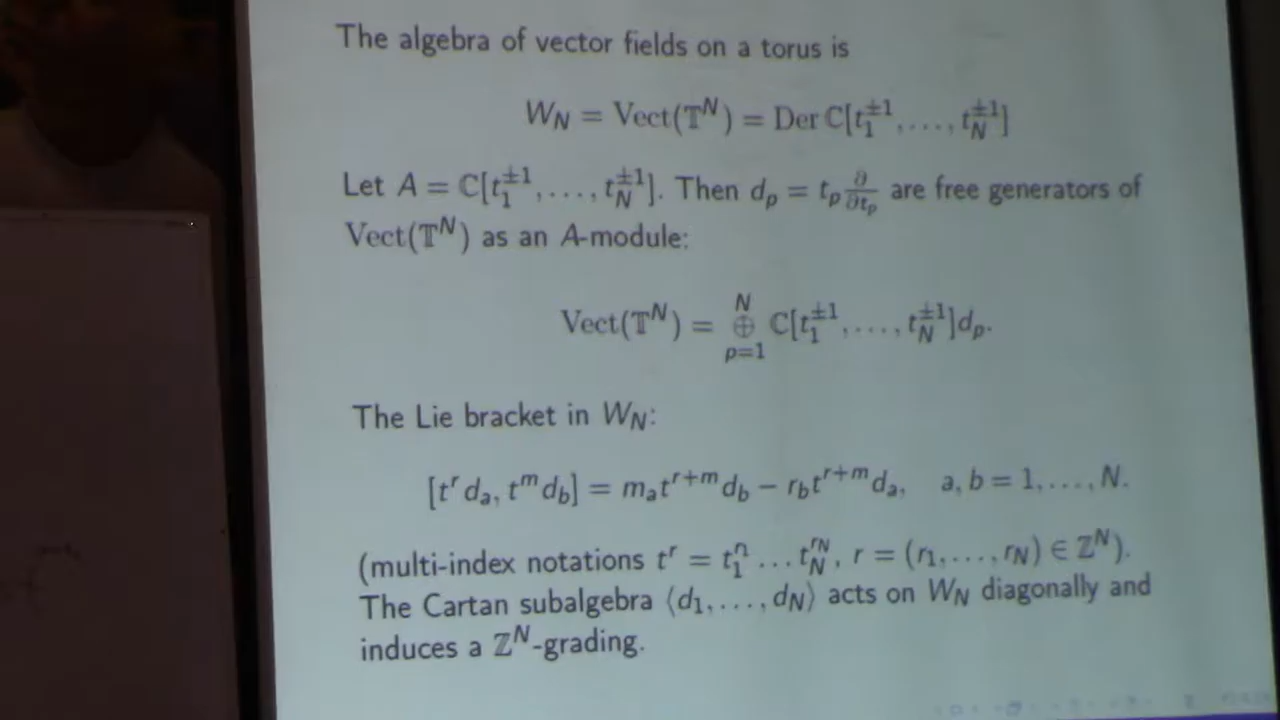 The algebra of vector fields on a torus is
W_N = Vect(𝕋^N) = Der ℂ[t_1^{±1}, . . . , t_N^{±1}]
Let A = ℂ[t_1^{±1}, . . . , t_N^{±1}]. Then d_p = t_p ∂/∂t_p are free generators of
Vect(𝕋^N) as an A-module:
Vect(𝕋^N) = ⊕_{p=1}^{N} ℂ[t_1^{±1}, . . . , t_N^{±1}]d_p.
The Lie bracket in W_N:
[t^r d_a, t^m d_b] = m_a t^{r+m} d_b − r_b t^{r+m} d_a, a, b = 1, . . . , N.
(multi-index notations t^r = t_1^{r_1} . . . t_N^{r_N}, r = (r_1, . . . , r_N) ∈ ℤ^N).
The Cartan subalgebra ⟨d_1, . . . , d_N⟩ acts on W_N diagonally and
induces a ℤ^N-grading.